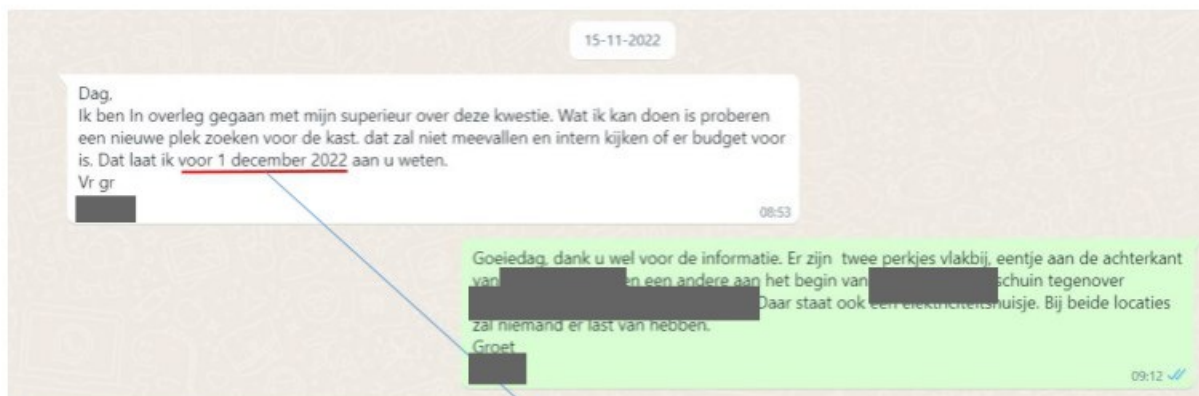 15-11-2022
Dag,
Ik ben In overleg gegaan met mijn superieur over deze kwestie. Wat ik kan doen is proberen
een nieuwe plek zoeken voor de kast. dat zal niet meevallen en intern kijken of er budget voor
is. Dat laat ik voor 1 december 2022 aan u weten.
Vr gr
08:53
Goeiedag, dank u wel voor de informatie. Er zijn twee perkjes vlakbij, eentje aan de achterkant
van en een andere aan het begin van schuin tegenover
Daar staat ook een elektriciteitshuisje. Bij beide locaties
zal niemand er last van hebben.
Groet
09:12